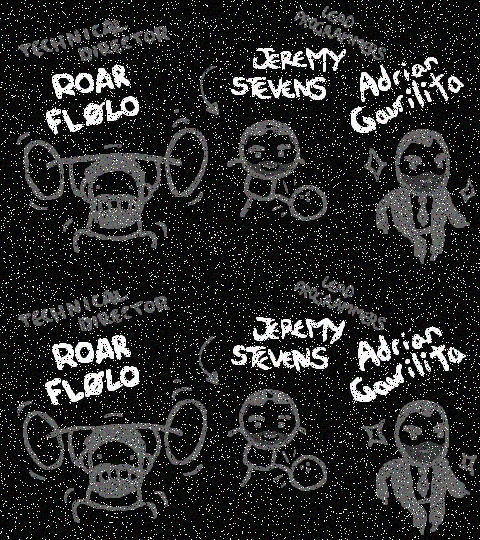 TECHNICAL
DIRECTOR
ROAR
FLØLO
LEAD
PROGRAMMERS
JEREMY
STEVENS
Adrian
Gavrilita
TECHNICAL
DIRECTOR
ROAR
FLØLO
LEAD
PROGRAMMERS
JEREMY
STEVENS
Adrian
Gavrilita